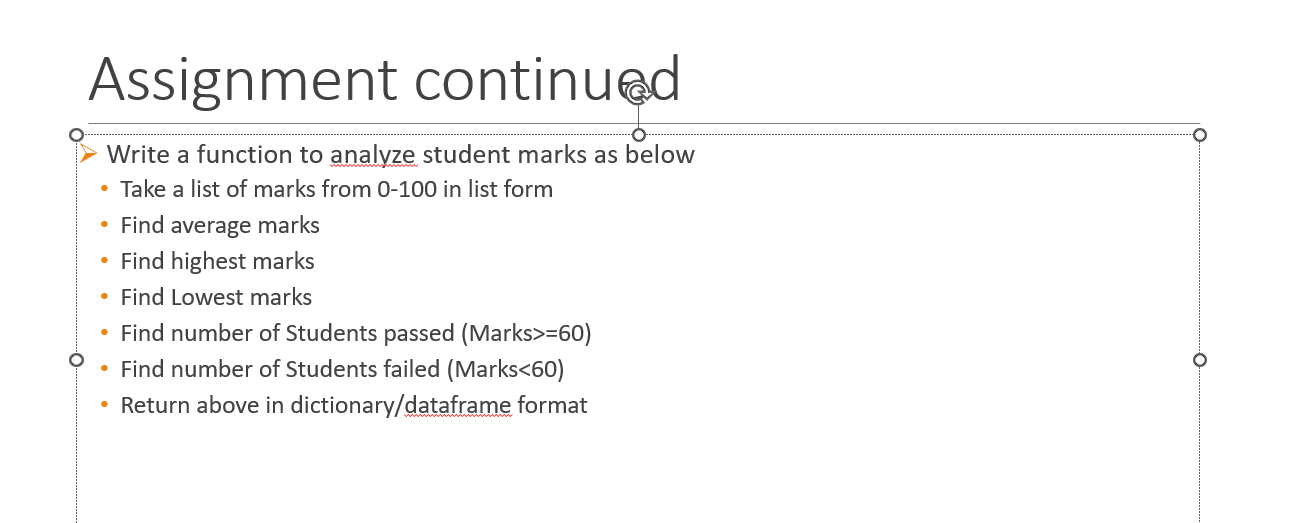 Assignment continued
Write a function to analyze student marks as below
Take a list of marks from 0-100 in list form
Find average marks
Find highest marks
Find Lowest marks
Find number of Students passed (Marks>=60)
Find number of Students failed (Marks<60)
Return above in dictionary/dataframe format